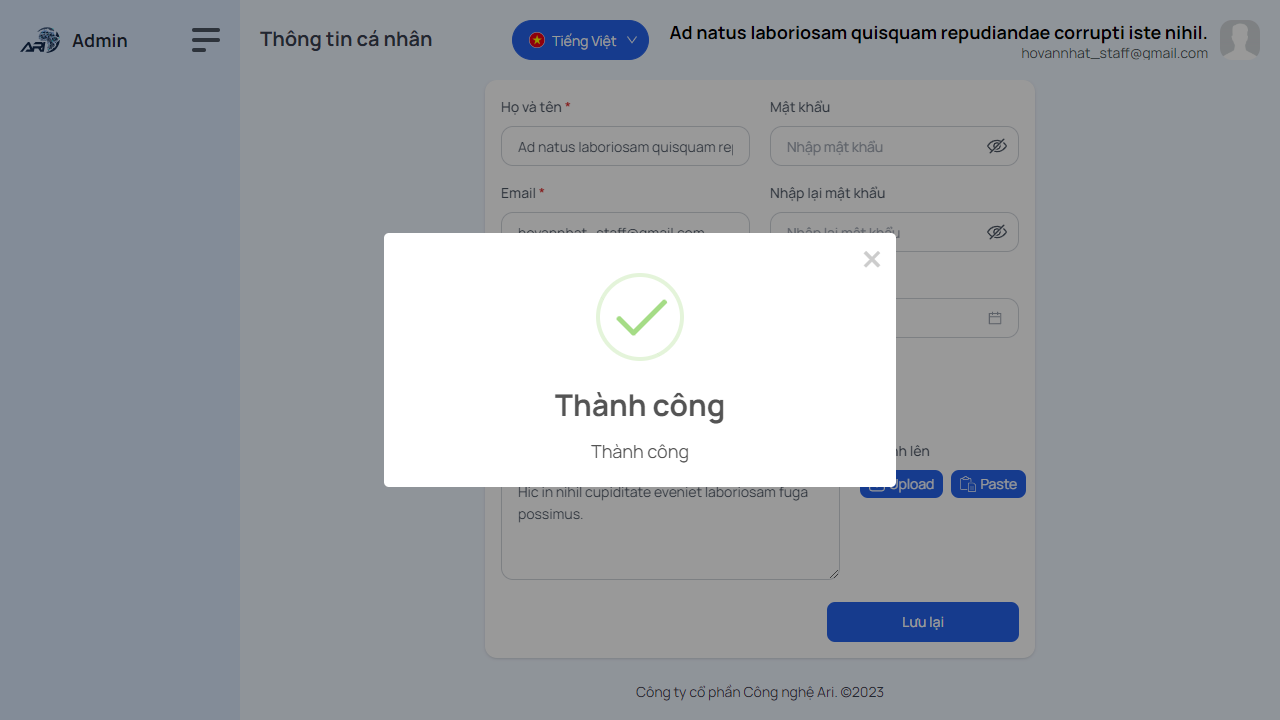 ARI Admin
Thông tin cá nhân
Tiếng Việt
Ad natus laboriosam quisquam repudiandae corrupti iste nihil.
hovannhat_staff@gmail.com
Họ và tên *
Mật khẩu
Ad natus laboriosam quisquam rep
Nhập mật khẩu
Email *
Nhập lại mật khẩu
hovannhat_staff@gmail.com
Nhập lại mật khẩu
Thành công
Thành công
lên
Upload
Paste
Hic in nihil cupiditate eveniet laboriosam fuga
possimus.
Lưu lại
Công ty cổ phần Công nghệ Ari. ©2023